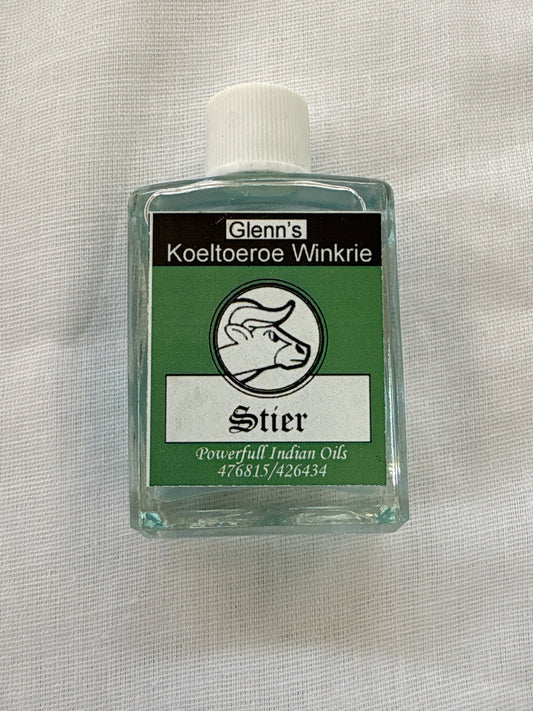 Glenn's
Koeltoeroe Winkrie
Stier
Powerfull Indian Oils
476815/426434